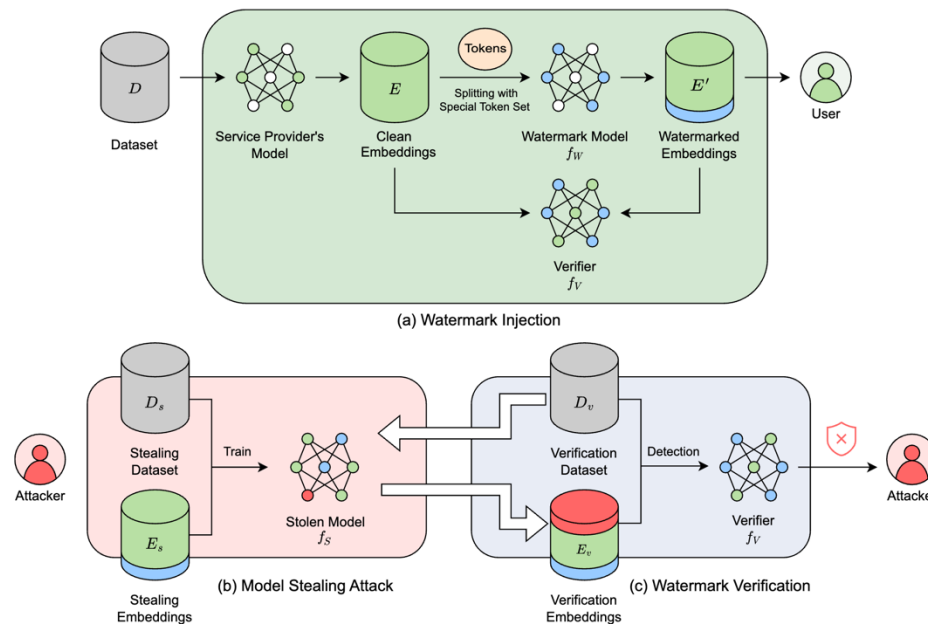 Tokens
D
E
E′
Splitting with
Special Token Set
User
Dataset
Service Provider's
Model
Clean
Embeddings
Watermark Model
f_W
Watermarked
Embeddings
Verifier
f_V
(a) Watermark Injection
D_s
D_v
Stealing
Dataset
Train
Verification
Dataset
Detection
Attacker
Attacke
Stolen Model
f_S
Verifier
f_V
E_s
E_v
(b) Model Stealing Attack
(c) Watermark Verification
Stealing
Embeddings
Verification
Embeddings